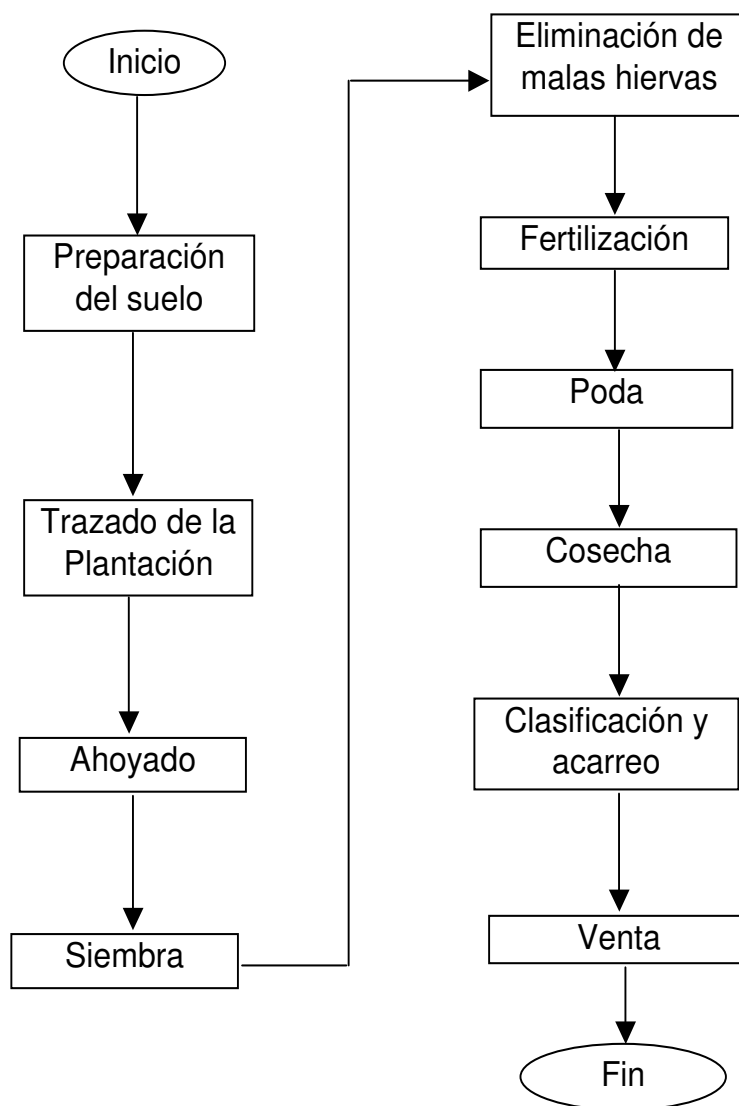 Inicio
Preparación
del suelo
Trazado de la
Plantación
Ahoyado
Siembra
Eliminación de
malas hiervas
Fertilización
Poda
Cosecha
Clasificación y
acarreo
Venta
Fin